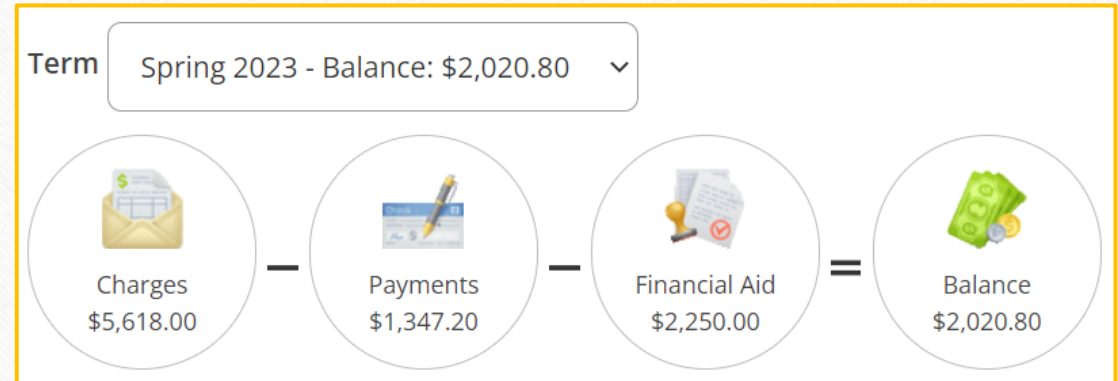 Term
Spring 2023 - Balance: $2,020.80
Charges
$5,618.00
–
Payments
$1,347.20
–
Financial Aid
$2,250.00
=
Balance
$2,020.80
Check
$